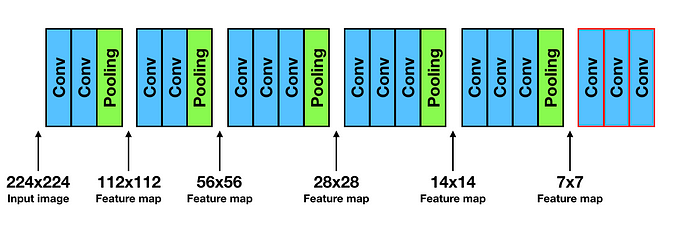 Conv Conv Pooling Conv Conv Pooling Conv Conv Conv Pooling Conv Conv Conv Pooling Conv Conv Conv Pooling Conv Conv Conv
224x224 112x112 56x56 28x28 14x14 7x7
Input image Feature map Feature map Feature map Feature map Feature map